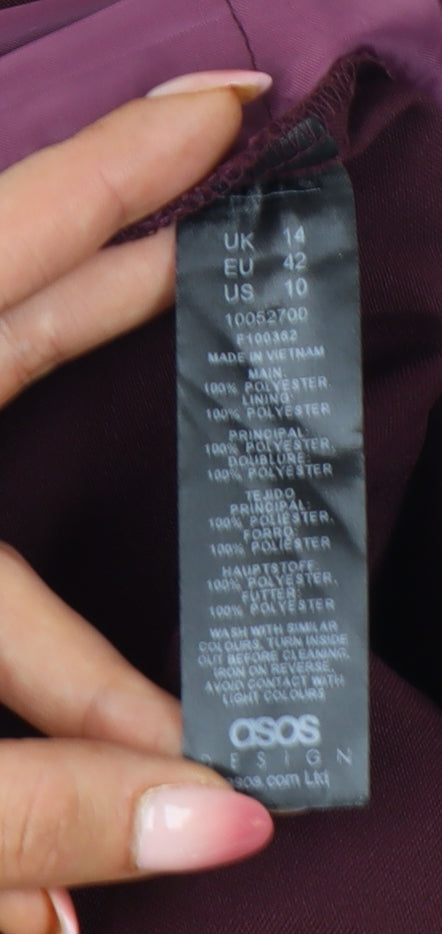 UK 14
EU 42
US 10
10052700
F100362
MADE IN VIETNAM
MAIN:
100% POLYESTER.
LINING:
100% POLYESTER
PRINCIPAL:
100% POLYESTER.
DOUBLURE:
100% POLYESTER
TEJIDO
PRINCIPAL:
100% POLIESTER.
FORRO:
100% POLIESTER
HAUPTSTOFF:
100% POLYESTER.
FUTTER:
100% POLYESTER
WASH WITH SIMILAR
COLOURS. TURN INSIDE
OUT BEFORE CLEANING.
IRON ON REVERSE.
AVOID CONTACT WITH
LIGHT COLOURS
asos
DESIGN
asos.com Ltd